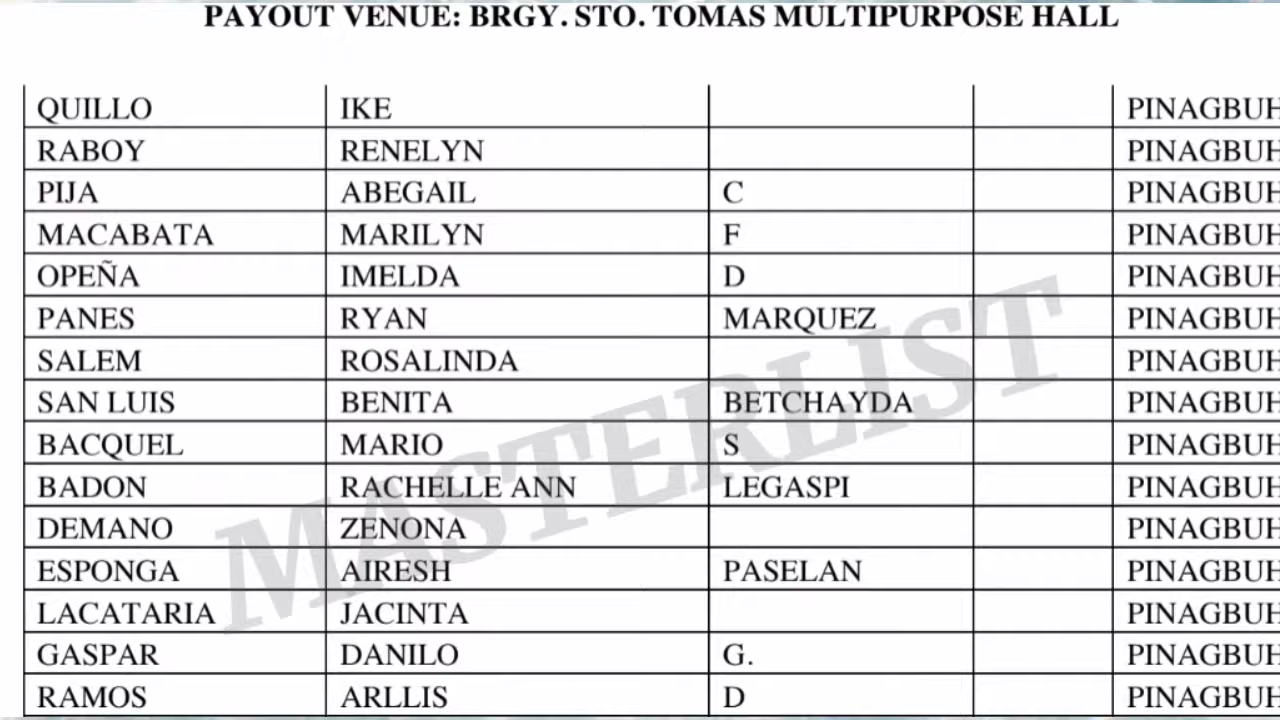 PAYOUT VENUE: BRGY. STO. TOMAS MULTIPURPOSE HALL
QUILLO IKE PINAGBUH
RABOY RENELYN PINAGBUH
PIJA ABEGAIL C PINAGBUH
MACABATA MARILYN F PINAGBUH
OPEÑA IMELDA D PINAGBUH
PANES RYAN MARQUEZ PINAGBUH
SALEM ROSALINDA PINAGBUH
SAN LUIS BENITA BETCHAYDA PINAGBUH
BACQUEL MARIO S PINAGBUH
BADON RACHELLE ANN LEGASPI PINAGBUH
DEMANO ZENONA PINAGBUH
ESPONGA AIRESH PASELAN PINAGBUH
LACATARIA JACINTA PINAGBUH
GASPAR DANILO G. PINAGBUH
RAMOS ARLLIS D PINAGBUH
MASTERLIST